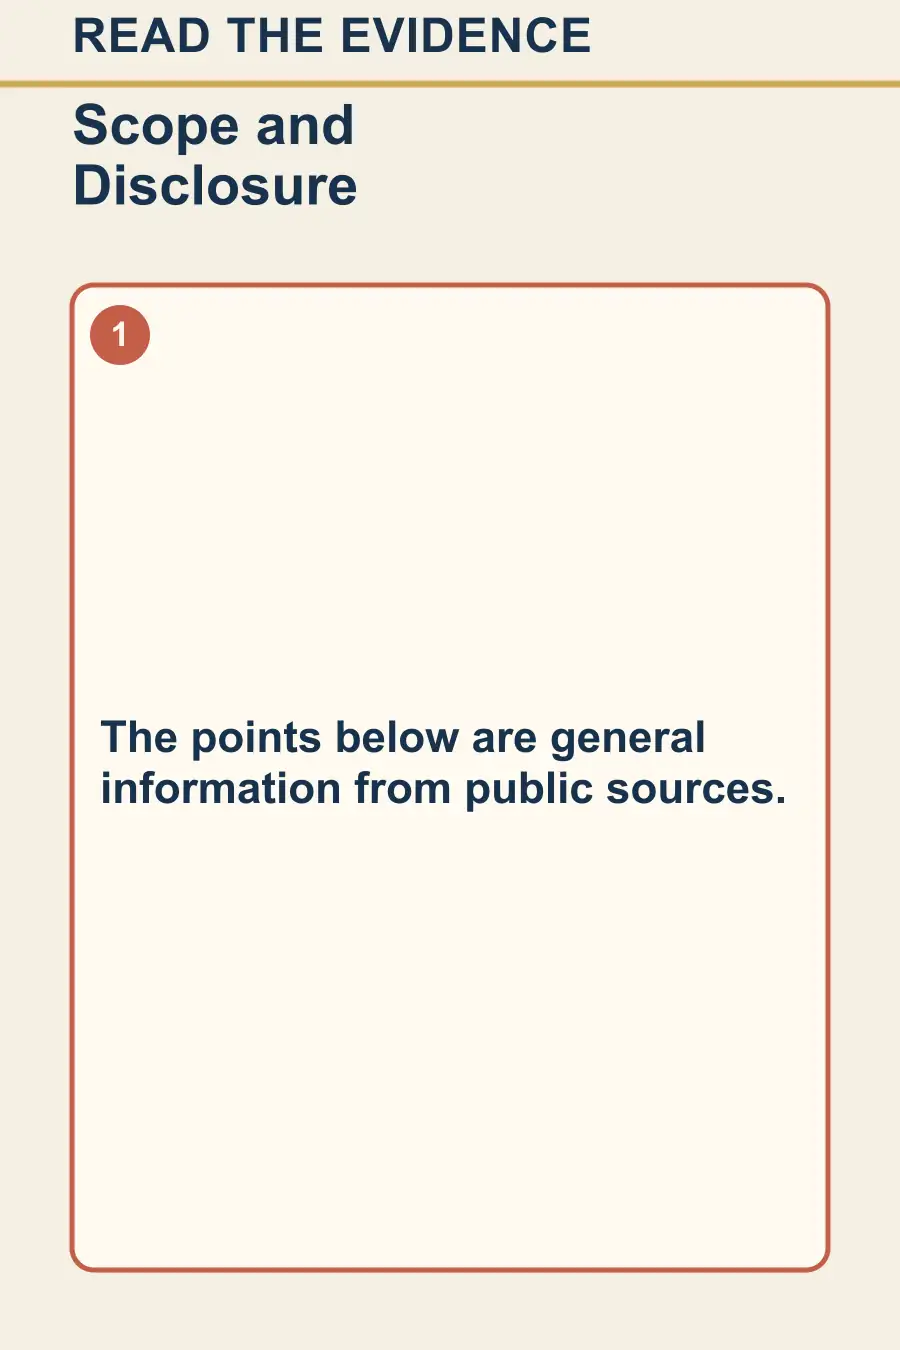 READ THE EVIDENCE
Scope and
Disclosure
1
The points below are general
information from public sources.